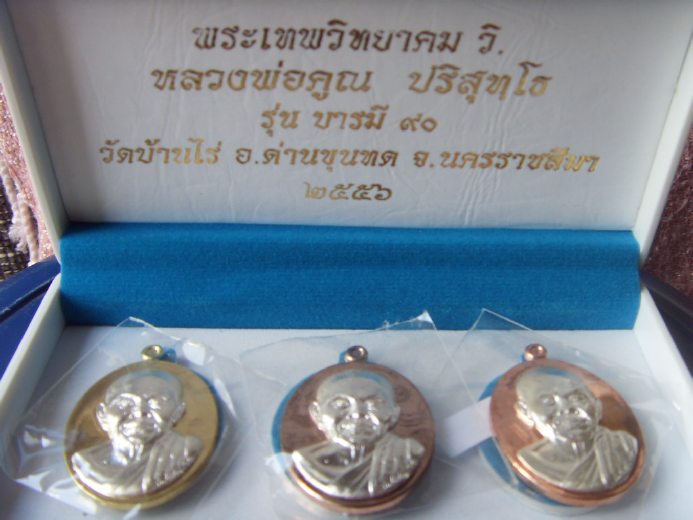 พระเทพวิทยาคม วิ.
หลวงพ่อคูณ ปริสุทฺโธ
รุ่น บารมี ๙๐
วัดบ้านไร่ อ.ด่านขุนทด จ.นครราชสีมา
๒๕๕๖